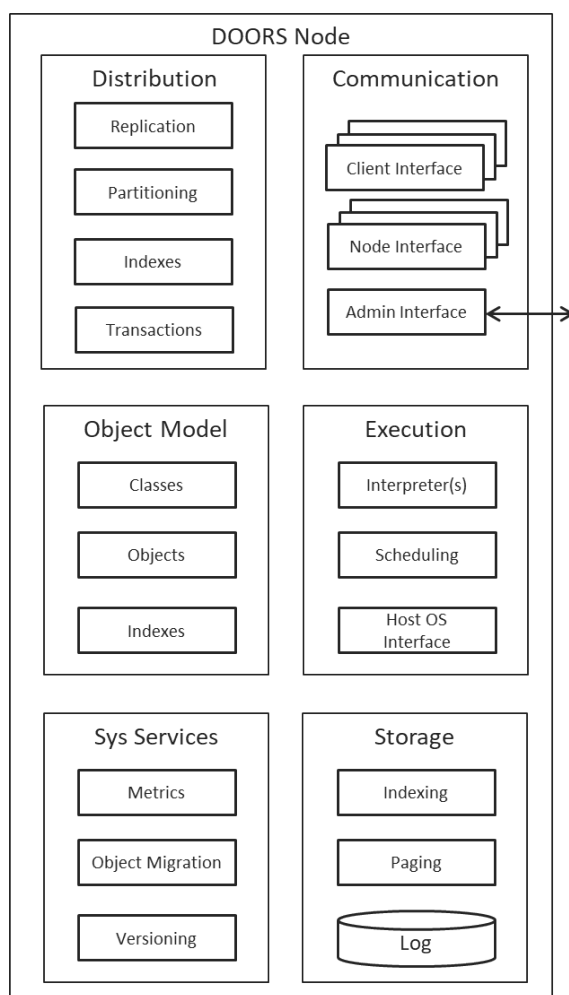 DOORS Node
Distribution
Replication
Partitioning
Indexes
Transactions
Communication
Client Interface
Node Interface
Admin Interface
Object Model
Classes
Objects
Indexes
Execution
Interpreter(s)
Scheduling
Host OS
Interface
Sys Services
Metrics
Object Migration
Versioning
Storage
Indexing
Paging
Log